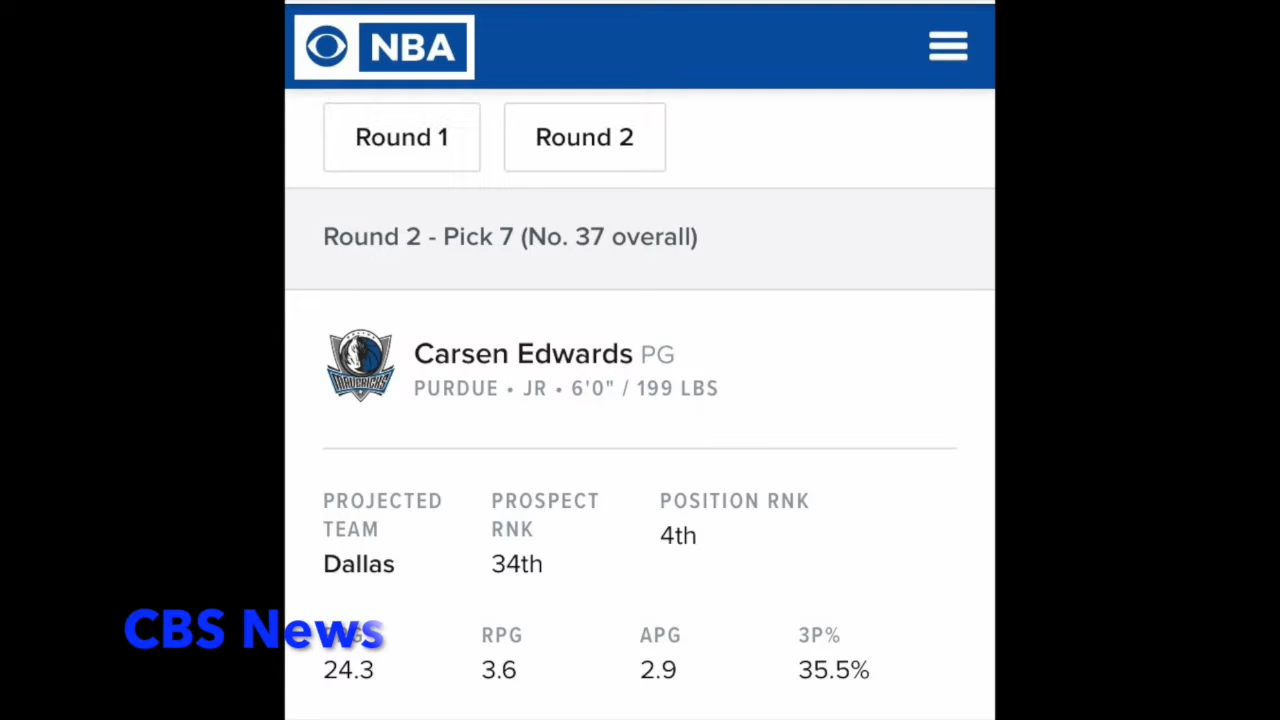 NBA
Round 1 Round 2
Round 2 - Pick 7 (No. 37 overall)
MAVERICKS
Carsen Edwards PG
PURDUE • JR • 6'0" / 199 LBS
PROJECTED TEAM PROSPECT RNK POSITION RNK
Dallas 34th 4th
CBS News
RPG APG 3P%
24.3 3.6 2.9 35.5%